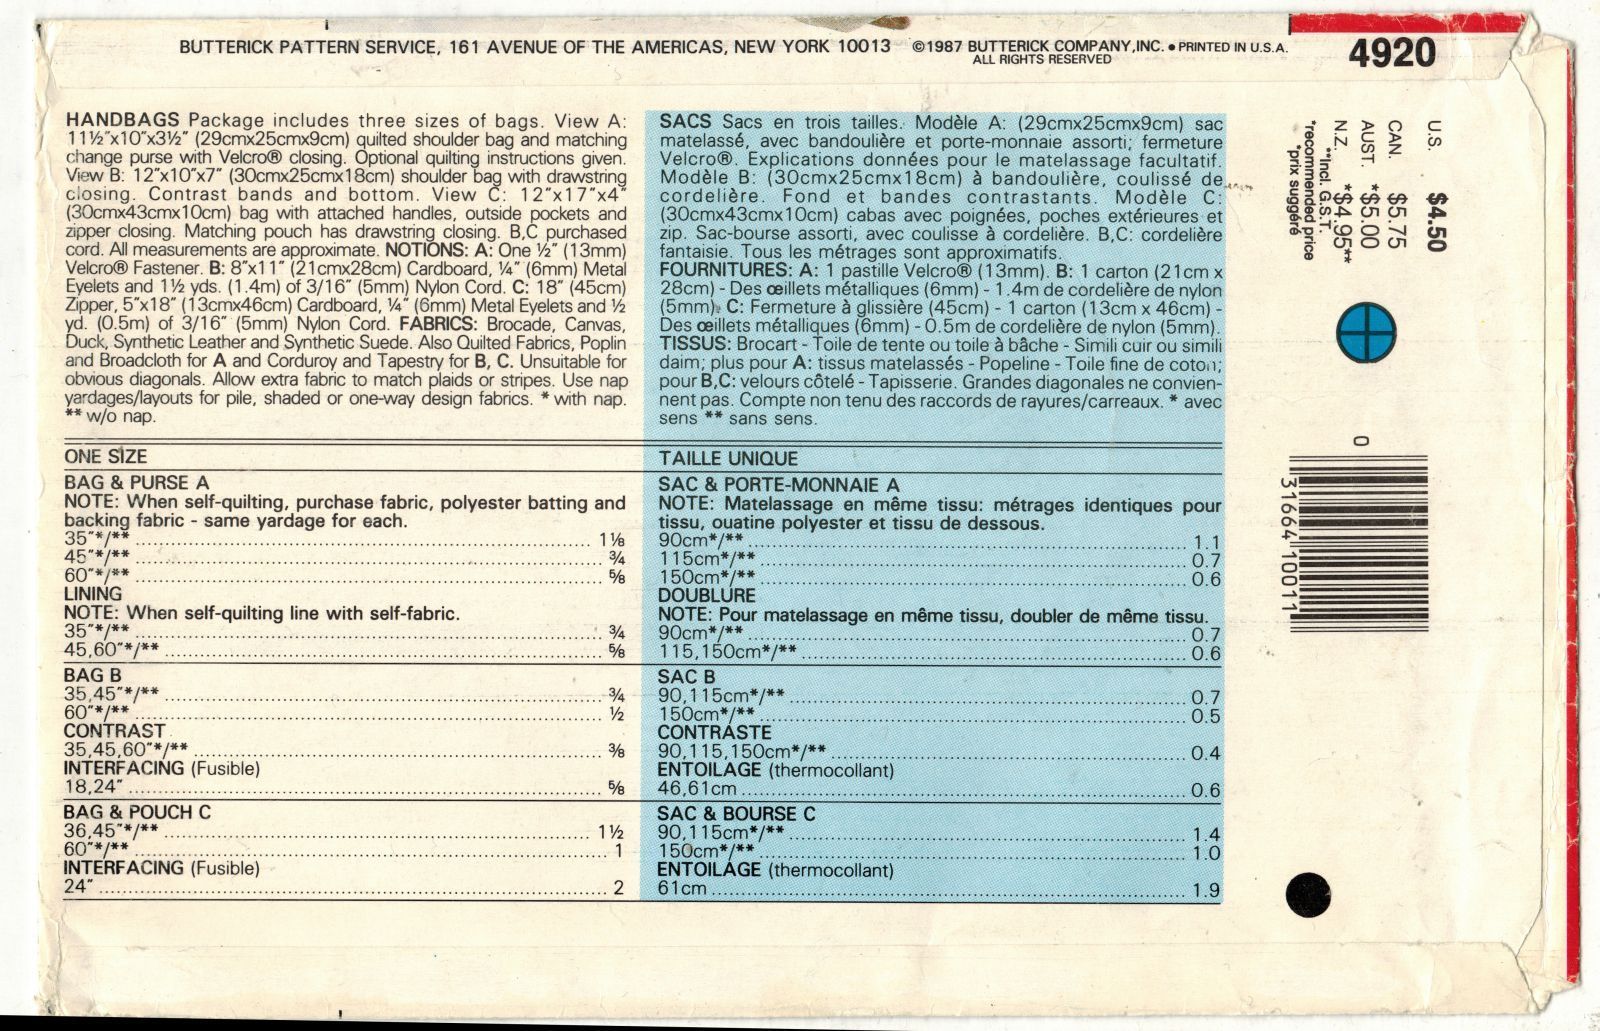 BUTTERICK PATTERN SERVICE, 161 AVENUE OF THE AMERICAS, NEW YORK 10013 ©1987 BUTTERICK COMPANY,INC. • PRINTED IN U.S.A.
ALL RIGHTS RESERVED
4920
HANDBAGS Package includes three sizes of bags. View A:
11½"x10"x3½" (29cmx25cmx9cm) quilted shoulder bag and matching
change purse with Velcro® closing. Optional quilting instructions given.
View B: 12"x10"x7" (30cmx25cmx18cm) shoulder bag with drawstring
closing. Contrast bands and bottom. View C: 12"x17"x4"
(30cmx43cmx10cm) bag with attached handles, outside pockets and
zipper closing. Matching pouch has drawstring closing. B,C purchased
cord. All measurements are approximate. NOTIONS: A: One ½" (13mm)
Velcro® Fastener. B: 8"x11" (21cmx28cm) Cardboard, ¼" (6mm) Metal
Eyelets and 1½ yds. (1.4m) of 3/16" (5mm) Nylon Cord. C: 18" (45cm)
Zipper, 5"x18" (13cmx46cm) Cardboard, ¼" (6mm) Metal Eyelets and ½
yd. (0.5m) of 3/16" (5mm) Nylon Cord. FABRICS: Brocade, Canvas,
Duck, Synthetic Leather and Synthetic Suede. Also Quilted Fabrics, Poplin
and Broadcloth for A and Corduroy and Tapestry for B, C. Unsuitable for
obvious diagonals. Allow extra fabric to match plaids or stripes. Use nap
yardages/layouts for pile, shaded or one-way design fabrics. * with nap.
** w/o nap.
ONE SIZE
BAG & PURSE A
NOTE: When self-quilting, purchase fabric, polyester batting and
backing fabric - same yardage for each.
35"*/** ........ 1⅛
45"*/** ........ ¾
60"*/** ........ ⅝
LINING
NOTE: When self-quilting line with self-fabric.
35"*/** ........ ¾
45,60"*/** ........ ⅝
BAG B
35,45"*/** ........ ¾
60"*/** ........ ½
CONTRAST
35,45,60"*/** ........ ⅜
INTERFACING (Fusible)
18,24" ........ ⅝
BAG & POUCH C
36,45"*/** ........ 1½
60"*/** ........ 1
INTERFACING (Fusible)
24" ........ 2
SACS Sacs en trois tailles. Modèle A: (29cmx25cmx9cm) sac
matelassé, avec bandoulière et porte-monnaie assorti; fermeture
Velcro®. Explications données pour le matelassage facultatif.
Modèle B: (30cmx25cmx18cm) à bandoulière, coulissé de
cordelière. Fond et bandes contrastants. Modèle C:
(30cmx43cmx10cm) cabas avec poignées, poches extérieures et
zip. Sac-bourse assorti, avec coulisse à cordelière. B,C: cordelière
fantaisie. Tous les métrages sont approximatifs.
FOURNITURES: A: 1 pastille Velcro® (13mm). B: 1 carton (21cm x
28cm) - Des œillets métalliques (6mm) - 1.4m de cordelière de nylon
(5mm). C: Fermeture à glissière (45cm) - 1 carton (13cm x 46cm) -
Des œillets métalliques (6mm) - 0.5m de cordelière de nylon (5mm).
TISSUS: Brocart - Toile de tente ou toile à bâche - Simili cuir ou simili
daim; plus pour A: tissus matelassés - Popeline - Toile fine de coton;
pour B,C: velours côtelé - Tapisserie. Grandes diagonales ne convien-
nent pas. Compte non tenu des raccords de rayures/carreaux. * avec
sens ** sans sens.
TAILLE UNIQUE
SAC & PORTE-MONNAIE A
NOTE: Matelassage en même tissu: métrages identiques pour
tissu, ouatine polyester et tissu de dessous.
90cm*/** ........ 1.1
115cm*/** ........ 0.7
150cm*/** ........ 0.6
DOUBLURE
NOTE: Pour matelassage en même tissu, doubler de même tissu.
90cm*/** ........ 0.7
115,150cm*/** ........ 0.6
SAC B
90,115cm*/** ........ 0.7
150cm*/** ........ 0.5
CONTRASTE
90,115,150cm*/** ........ 0.4
ENTOILAGE (thermocollant)
46,61cm ........ 0.6
SAC & BOURSE C
90,115cm*/** ........ 1.4
150cm*/** ........ 1.0
ENTOILAGE (thermocollant)
61cm ........ 1.9
U.S. $4.50
CAN. $5.75
AUST. *$5.00
N.Z. *$4.95**
**Incl. G.S.T.
*recommended price
*prix suggéré
0
31664 10011